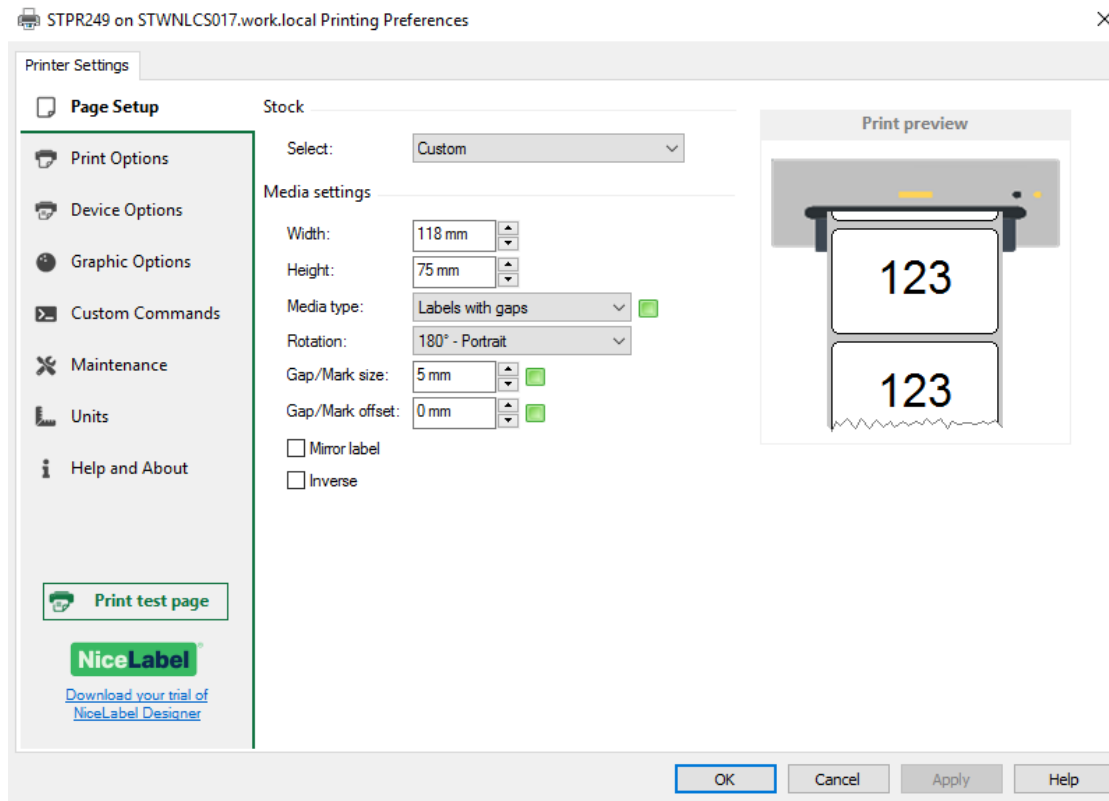 STPR249 on STWNLCS017.work.local Printing Preferences
Printer Settings
Page Setup
Print Options
Device Options
Graphic Options
Custom Commands
Maintenance
Units
Help and About
Print test page
NiceLabel
Download your trial of
NiceLabel Designer
Stock
Select: Custom
Media settings
Width: 118 mm
Height: 75 mm
Media type: Labels with gaps
Rotation: 180° - Portrait
Gap/Mark size: 5 mm
Gap/Mark offset: 0 mm
Mirror label
Inverse
Print preview
123
123
OK Cancel Apply Help